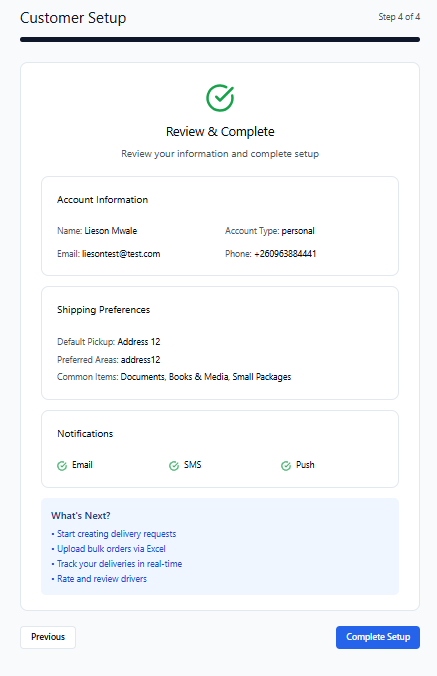 Customer Setup
Step 4 of 4
Review & Complete
Review your information and complete setup
Account Information
Name: Lieson Mwale
Account Type: personal
Email: liesontest@test.com
Phone: +260963884441
Shipping Preferences
Default Pickup: Address 12
Preferred Areas: address12
Common Items: Documents, Books & Media, Small Packages
Notifications
Email
SMS
Push
What's Next?
• Start creating delivery requests
• Upload bulk orders via Excel
• Track your deliveries in real-time
• Rate and review drivers
Previous
Complete Setup